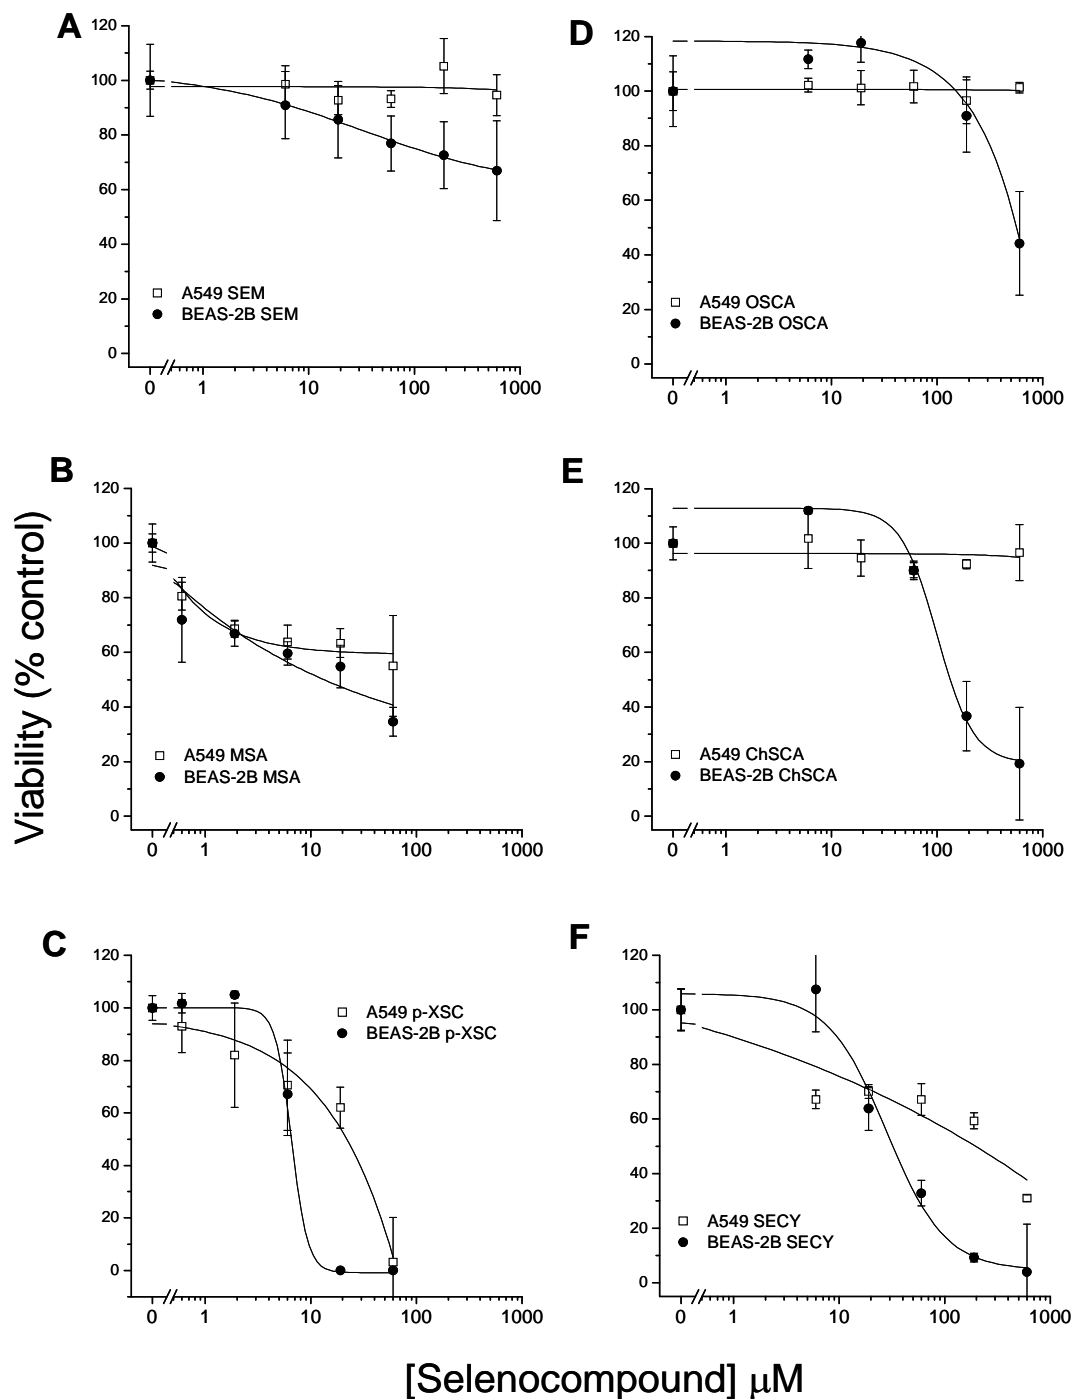 Viability (% control)
A
120
100
80
60
40
20
0
A549 SEM
BEAS-2B SEM
0 1 10 100 1000
B
120
100
80
60
40
20
0
A549 MSA
BEAS-2B MSA
0 1 10 100 1000
C
120
100
80
60
40
20
0
A549 p-XSC
BEAS-2B p-XSC
0 1 10 100 1000
D
120
100
80
60
40
20
0
A549 OSCA
BEAS-2B OSCA
0 1 10 100 1000
E
120
100
80
60
40
20
0
A549 ChSCA
BEAS-2B ChSCA
0 1 10 100 1000
F
120
100
80
60
40
20
0
A549 SECY
BEAS-2B SECY
0 1 10 100 1000
[Selenocompound] μM